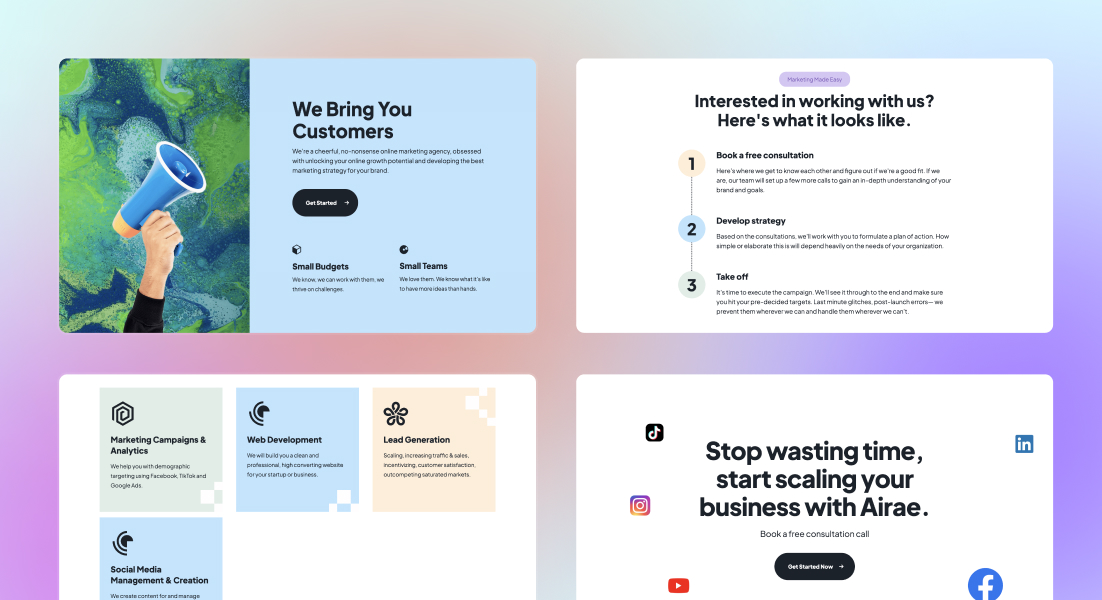 We Bring You
Customers
We're a cheerful, no-nonsense online marketing agency, obsessed
with unlocking your online growth potential and developing the best
marketing strategy for your brand.
Get Started
Small Budgets
We know, we can work with them, we
thrive on challenges.
Small Teams
We love them. We know what it's like
to have more ideas than hands.
Marketing Made Easy
Interested in working with us?
Here's what it looks like.
1
Book a free consultation
Here's where we get to know each other and figure out if we're a good fit. If we
are, our team will set up a few more calls to gain an in-depth understanding of your
brand and goals.
2
Develop strategy
Based on the consultations, we'll work with you to formulate a plan of action. How
simple or elaborate this is will depend heavily on the needs of your organization.
3
Take off
It's time to execute the campaign. We'll see it through to the end and make sure
you hit your pre-decided targets. Last minute glitches, post-launch errors— we
prevent them wherever we can and handle them wherever we can't.
Marketing Campaigns &
Analytics
We help you with demographic
targeting using Facebook, TikTok and
Google Ads.
Web Development
We will build you a clean and
professional, high converting website
for your startup or business.
Lead Generation
Scaling, increasing traffic & sales,
incentivizing, customer satisfaction,
outcompeting saturated markets.
Social Media
Management & Creation
We create content for and manage
Stop wasting time,
start scaling your
business with Airae.
Book a free consultation call
Get Started Now
in